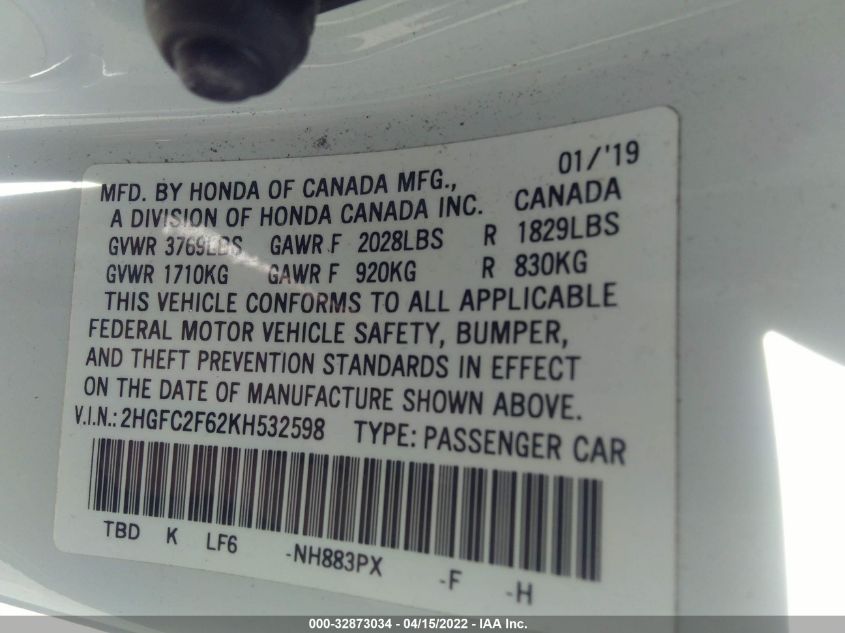 01/'19
MFD. BY HONDA OF CANADA MFG.,
A DIVISION OF HONDA CANADA INC. CANADA
GVWR 3769LBS GAWR F 2028LBS R 1829LBS
GVWR 1710KG GAWR F 920KG R 830KG
THIS VEHICLE CONFORMS TO ALL APPLICABLE
FEDERAL MOTOR VEHICLE SAFETY, BUMPER,
AND THEFT PREVENTION STANDARDS IN EFFECT
ON THE DATE OF MANUFACTURE SHOWN ABOVE.
V.I.N.: 2HGFC2F62KH532598 TYPE: PASSENGER CAR
TBD K LF6 -NH883PX -F -H
000-32873034 - 04/15/2022 - IAA Inc.